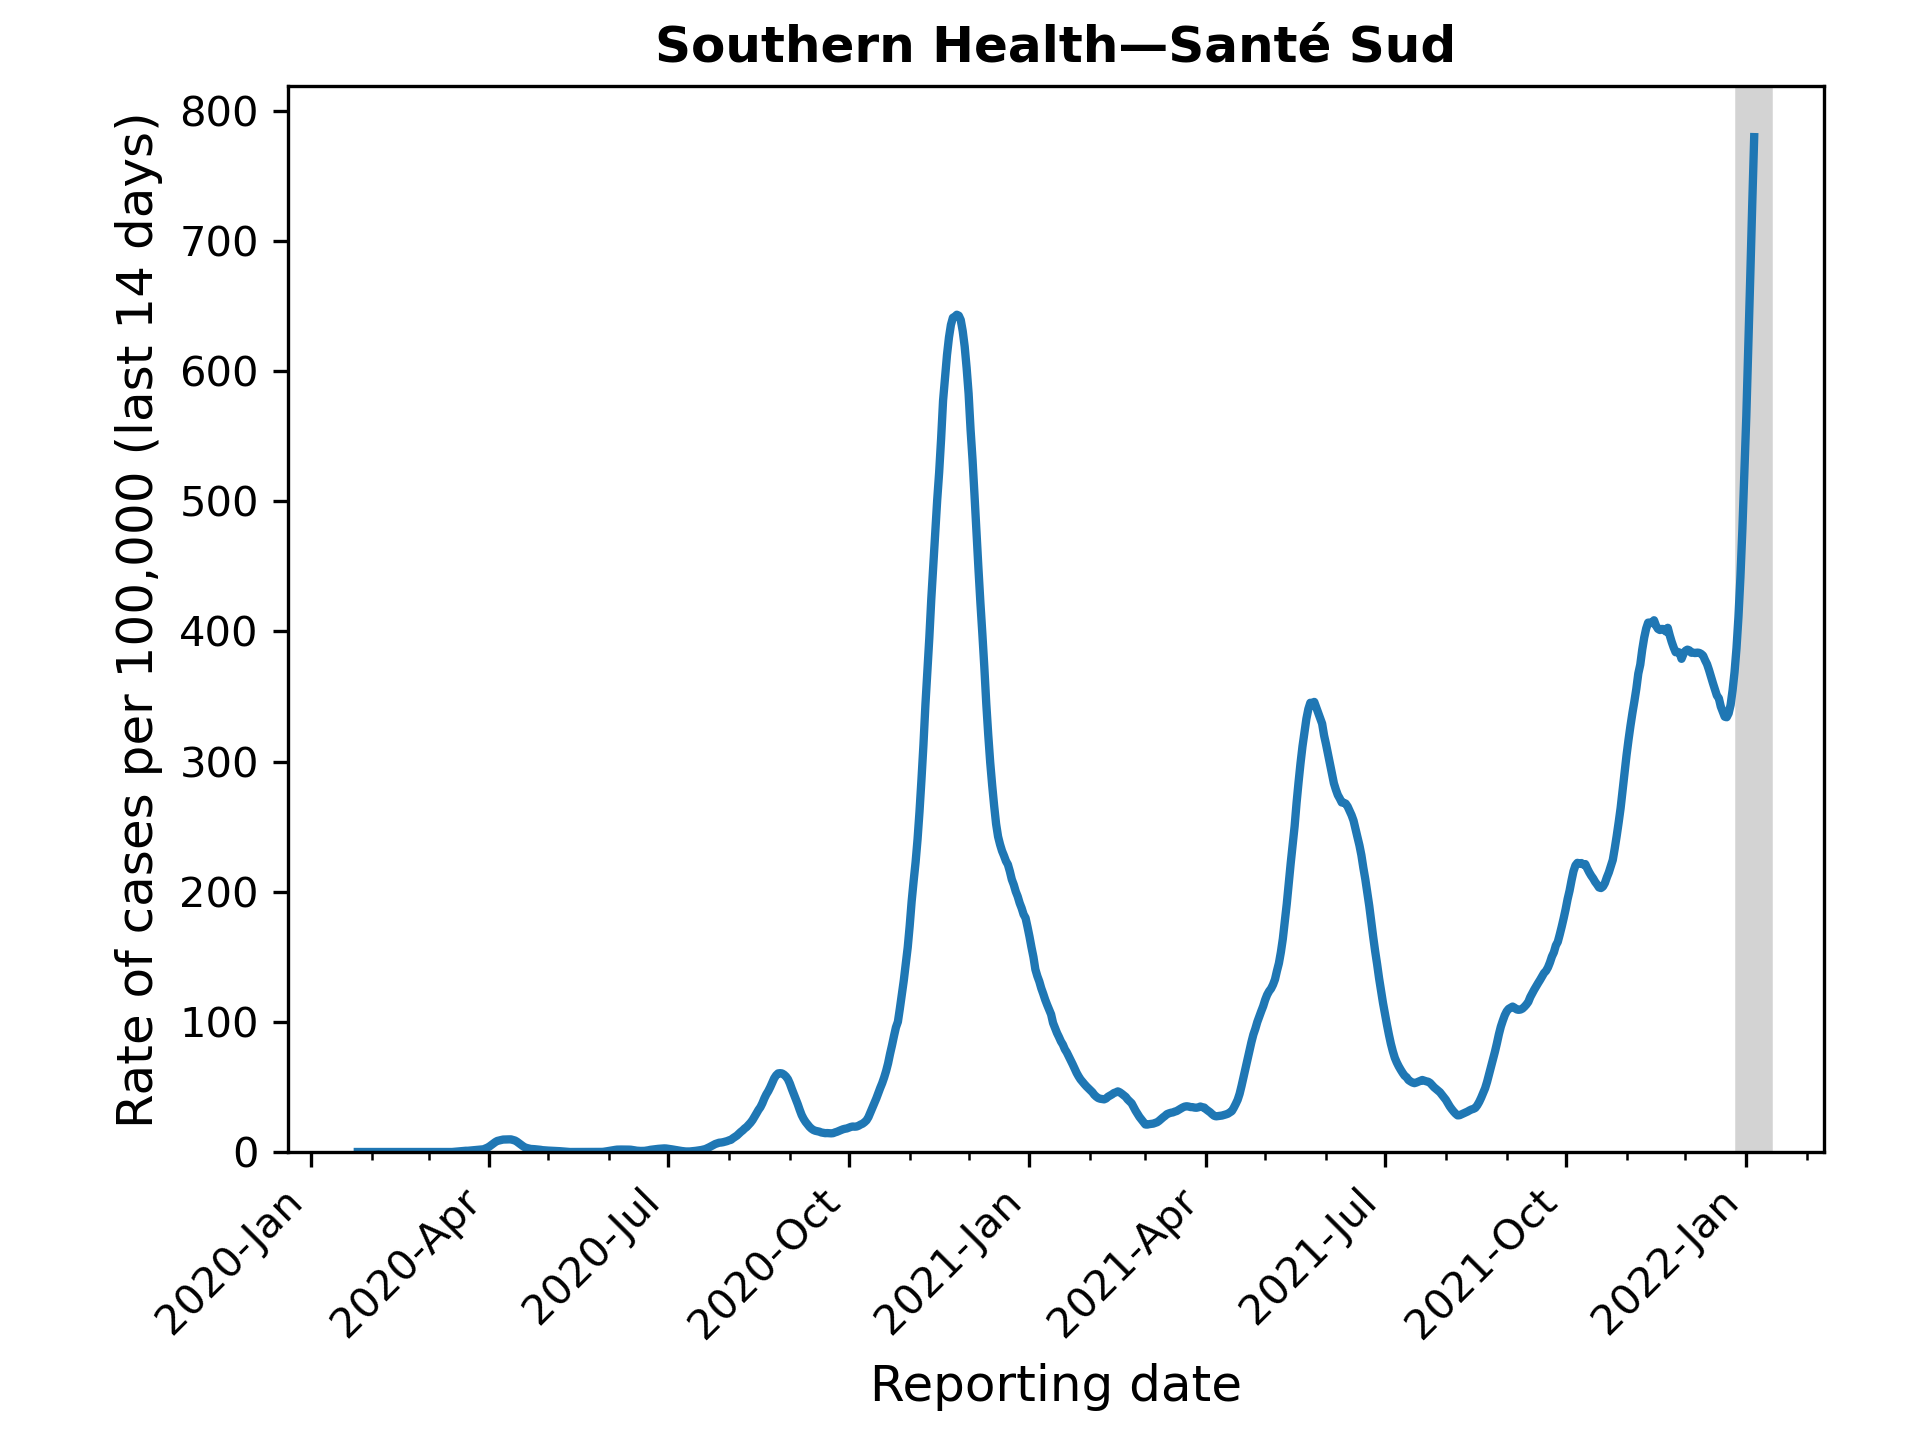 Southern Health—Santé Sud
Rate of cases per 100,000 (last 14 days)
800
700
600
500
400
300
200
100
0
2020-Jan
2020-Apr
2020-Jul
2020-Oct
2021-Jan
2021-Apr
2021-Jul
2021-Oct
2022-Jan
Reporting date